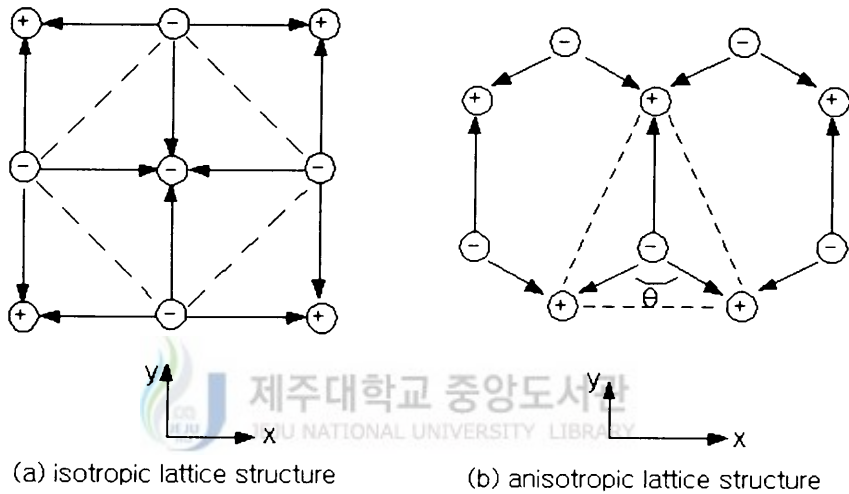 + − +
− − −
+ − +
− −
+ + +
− − −
θ
+ +
y
x
y
x
제주대학교 중앙도서관
JEJU NATIONAL UNIVERSITY LIBRARY
(a) isotropic lattice structure
(b) anisotropic lattice structure